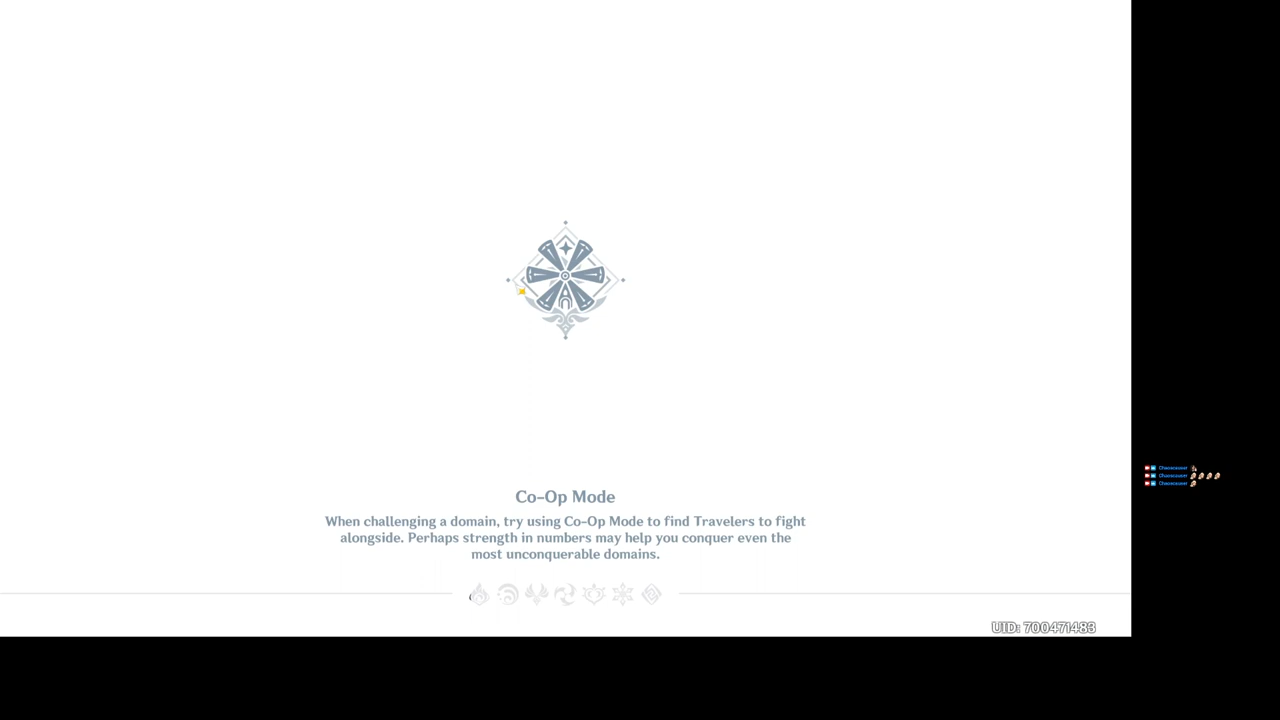 Co-Op Mode
When challenging a domain, try using Co-Op Mode to find Travelers to fight
alongside. Perhaps strength in numbers may help you conquer even the
most unconquerable domains.
UID: 700471483